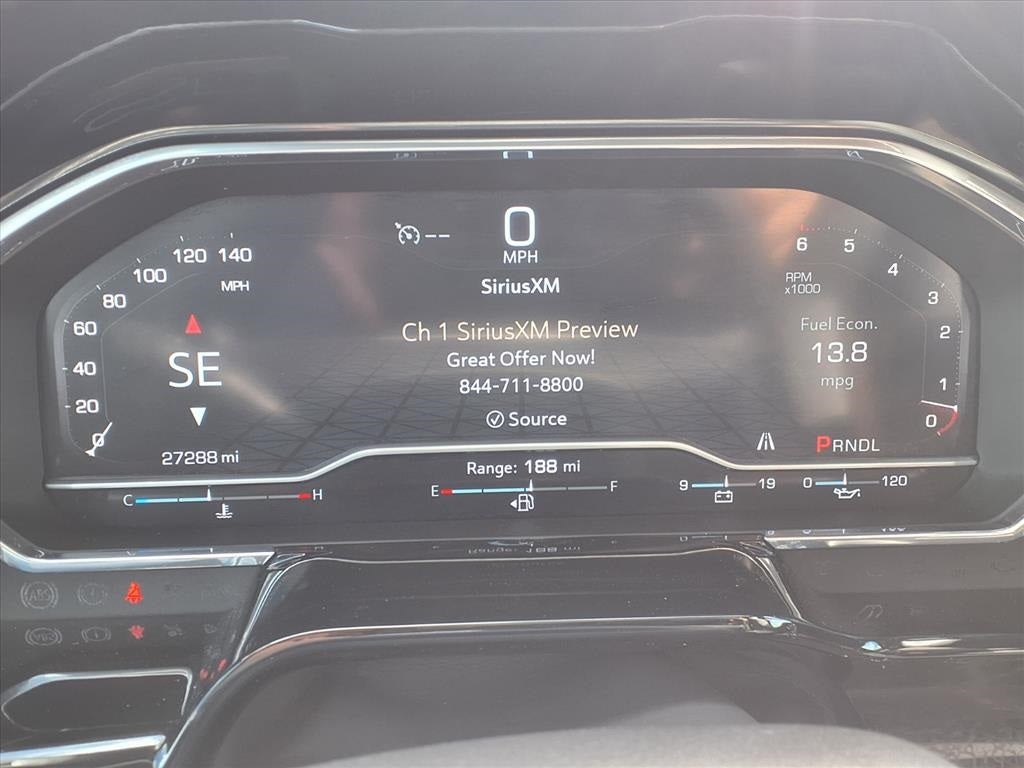 0
MPH
SiriusXM
Ch 1 SiriusXM Preview
Great Offer Now!
844-711-8800
Source
140
120
100
80
60
40
20
0
MPH
SE
27288 mi
6
5
4
3
2
1
0
RPM
x1000
Fuel Econ.
13.8
mpg
PRNDL
Range: 188 mi
C H
E F
9 19
0 120
ABS